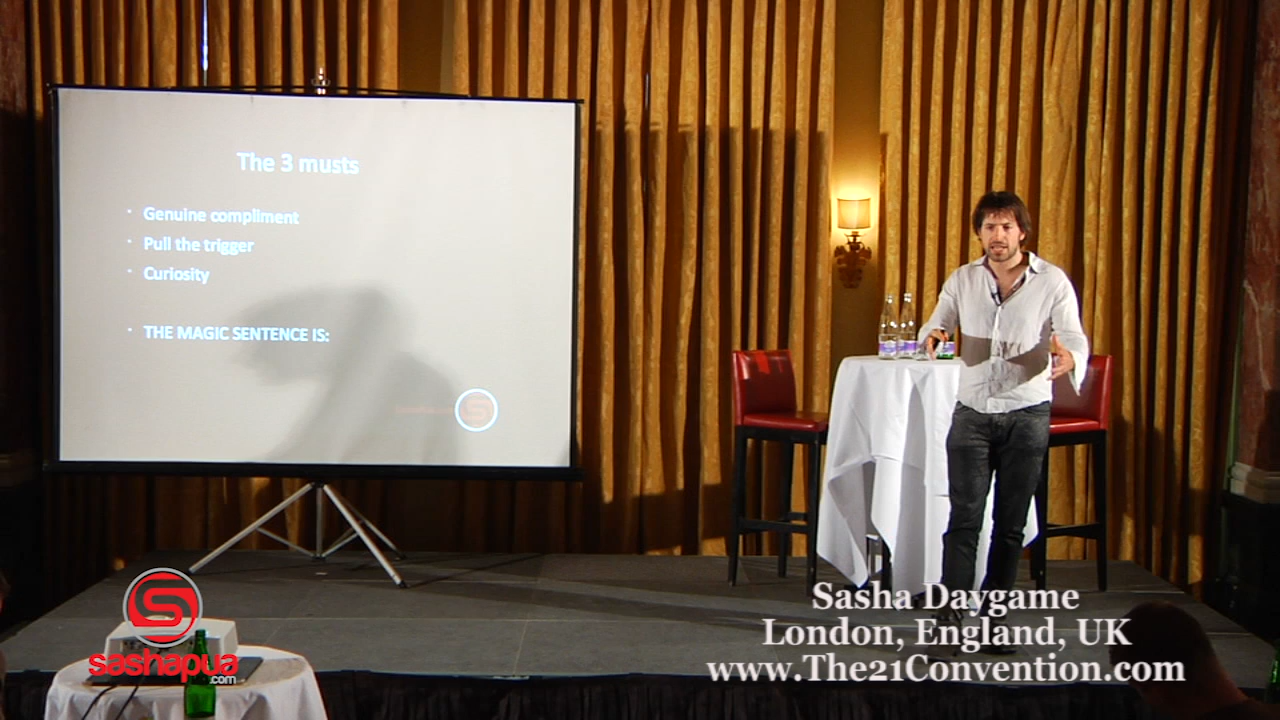 The 3 musts
• Genuine compliment
• Pull the trigger
• Curiosity
• THE MAGIC SENTENCE IS:
S
S
sashapua
.com
Sasha Daygame
London, England, UK
www.The21Convention.com